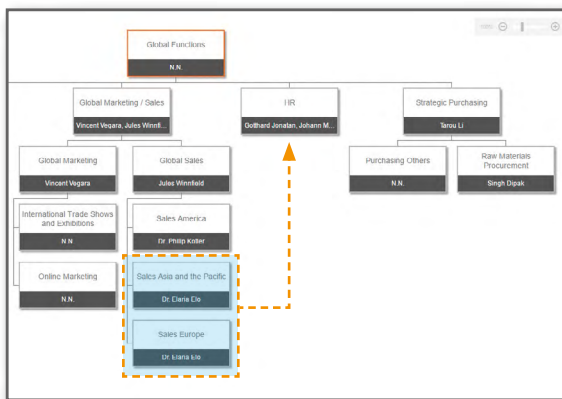 Global Functions
N.N.
Global Marketing / Sales
Vincent Vegara, Jules Winnfi...
HR
Gotthard Jonatan, Johann M...
Strategic Purchasing
Tarou Li
Global Marketing
Vincent Vegara
Global Sales
Jules Winnfield
Purchasing Others
N.N.
Raw Materials
Procurement
Singh Dipak
International Trade Shows
and Exhibitions
N.N.
Sales America
Dr. Philip Koller
Online Marketing
N.N.
Sales Asia and the Pacific
Dr. Elaria Elo
Sales Europe
Dr. Elaria Elo